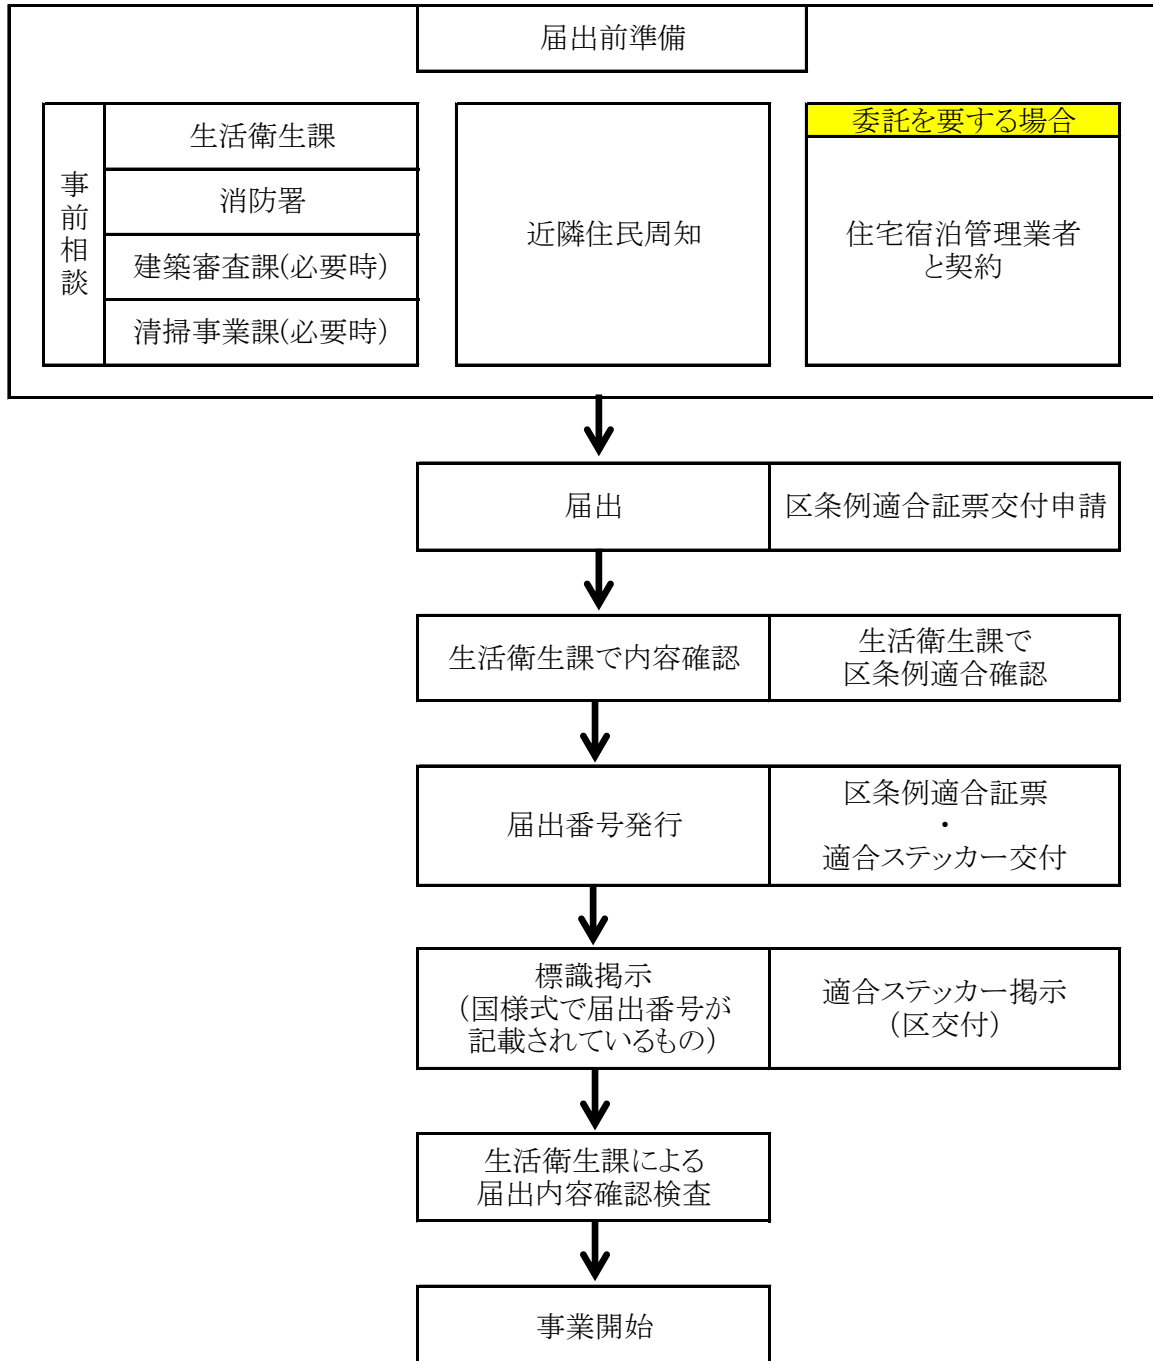 届出前準備
事前相談
生活衛生課
消防署
建築審査課(必要時)
清掃事業課(必要時)
近隣住民周知
委託を要する場合
住宅宿泊管理業者
と契約
届出
区条例適合証票交付申請
生活衛生課で内容確認
生活衛生課で
区条例適合確認
届出番号発行
区条例適合証票
・
適合ステッカー交付
標識掲示
(国様式で届出番号が
記載されているもの)
適合ステッカー掲示
(区交付)
生活衛生課による
届出内容確認検査
事業開始